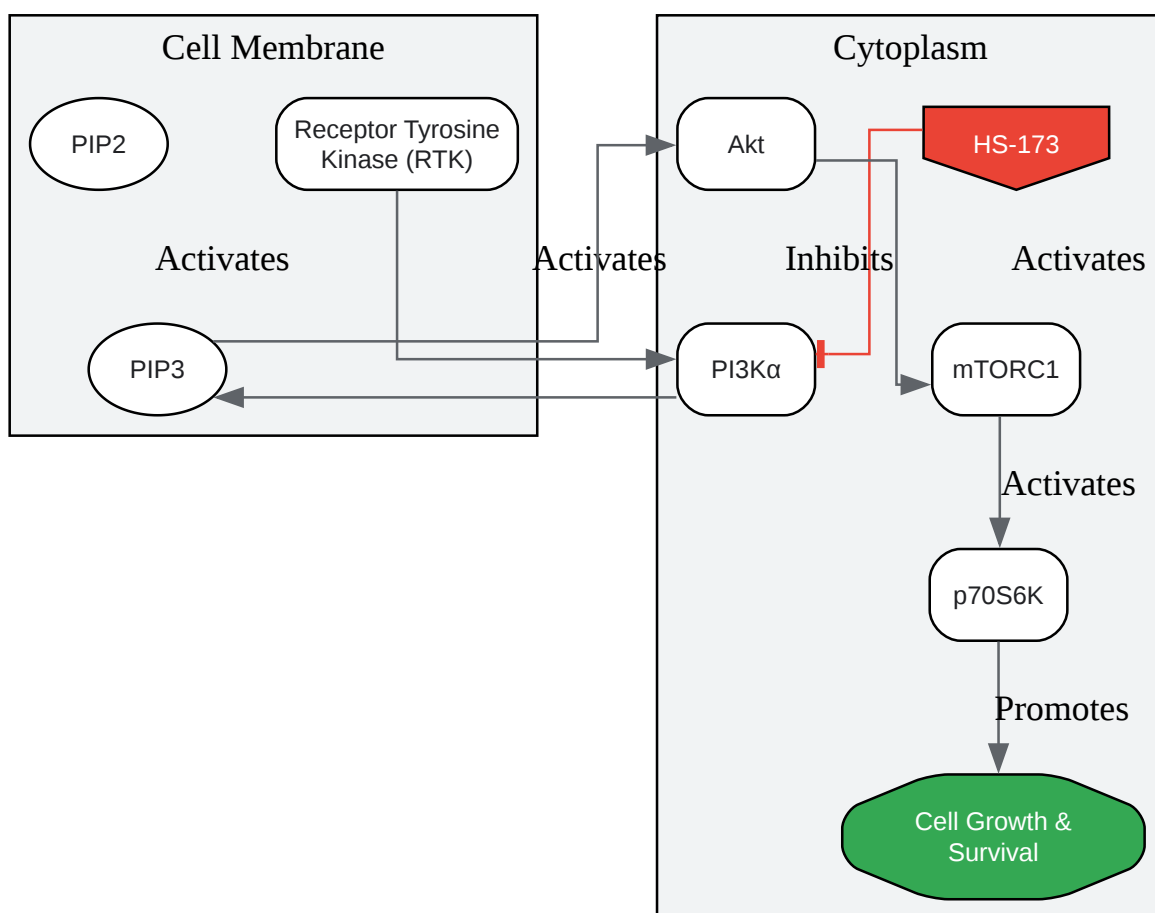 Cell Membrane
Cytoplasm
PIP2
Receptor Tyrosine
Kinase (RTK)
Akt
HS-173
Activates
Activates
Inhibits
Activates
PIP3
PI3Kα
mTORC1
Activates
p70S6K
Promotes
Cell Growth &
Survival